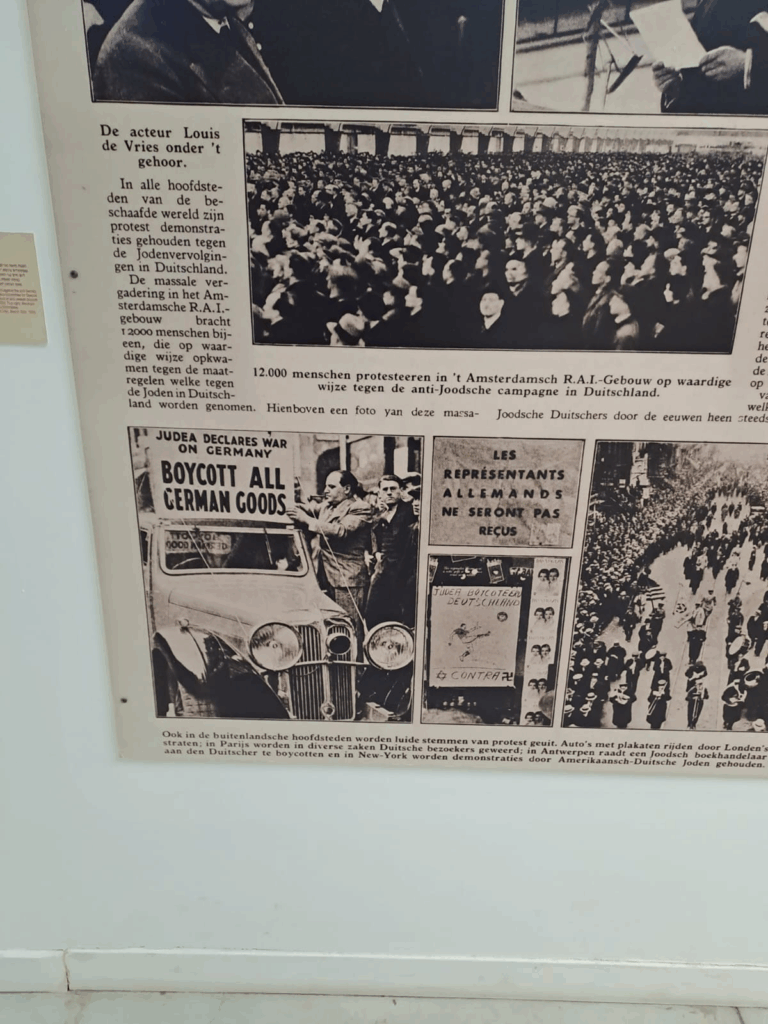 De acteur Louis
de Vries onder 't
gehoor.
In alle hoofdste-
den van de be-
schaafde wereld zijn
protest demonstra-
ties gehouden tegen
de Jodenvervolgin-
gen in Duitschland.
De massale ver-
gadering in het Am-
sterdamsche R.A.I.-
gebouw bracht
12000 menschen bij-
een, die op waar-
dige wijze opkwa-
men tegen de maat-
regelen welke tegen
de Joden in Duitsch-
land worden genomen. Hienboven een foto van deze massa-
12.000 menschen protesteeren in 't Amsterdamsch R.A.I.-Gebouw op waardige
wijze tegen de anti-Joodsche campagne in Duitschland.
Joodsche Duitschers door de eeuwen heen steeds
JUDEA DECLARES WAR
ON GERMANY
BOYCOTT ALL
GERMAN GOODS
LES
REPRÉSENTANTS
ALLEMANDS
NE SERONT PAS
REÇUS
JUDEA BOYCOTEERT
DEUTSCHLAND
CONTRA
Ook in de buitenlandsche hoofdsteden worden luide stemmen van protest geuit. Auto's met plakaten rijden door Londen's
straten; in Parijs worden in diverse zaken Duitsche bezoekers geweerd; in Antwerpen raadt een Joodsch boekhandelaar
aan den Duitscher te boycotten en in New-York worden demonstraties door Amerikaansch-Duitsche Joden gehouden.